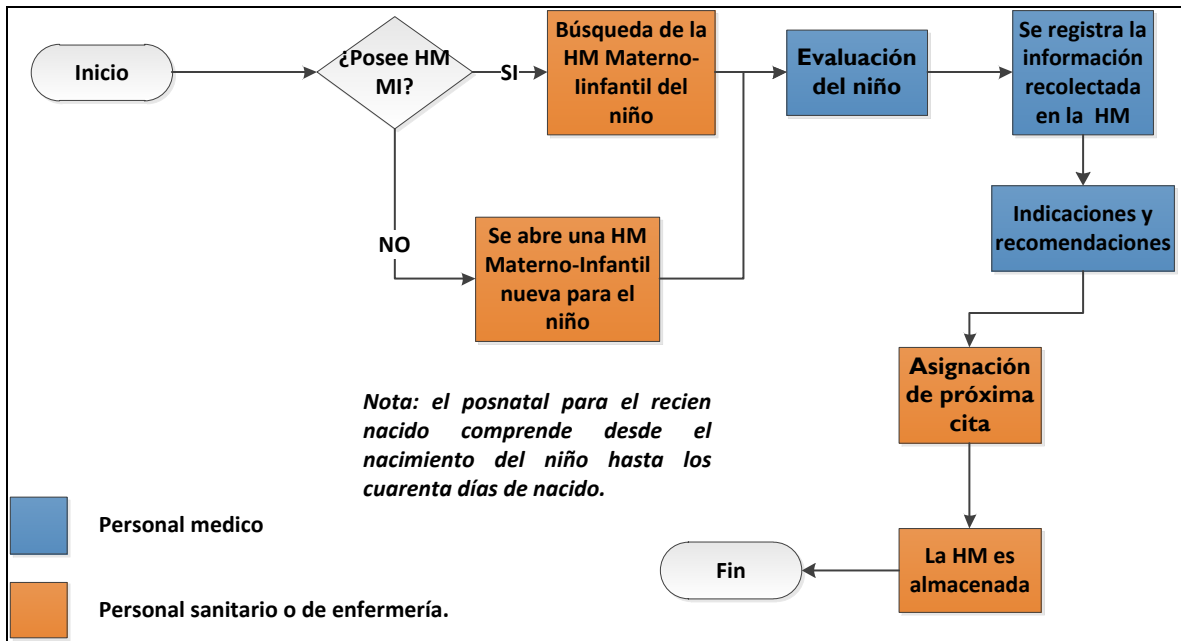 Inicio
¿Posee HM
MI?
SI
NO
Búsqueda de la
HM Materno-
Iinfantil del
niño
Se abre una HM
Materno-Infantil
nueva para el
niño
Evaluación
del niño
Se registra la
información
recolectada
en la HM
Indicaciones y
recomendaciones
Asignación
de próxima
cita
La HM es
almacenada
Fin
Nota: el posnatal para el recien
nacido comprende desde el
nacimiento del niño hasta los
cuarenta días de nacido.
Personal medico
Personal sanitario o de enfermería.